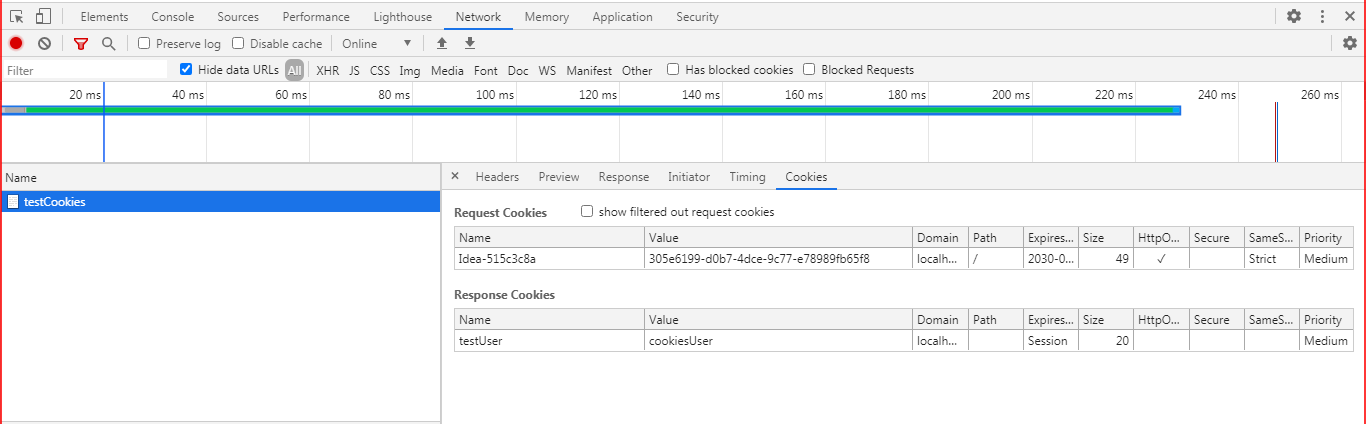 Elements Console Sources Performance Lighthouse Network Memory Application Security
Preserve log Disable cache Online
Filter Hide data URLs All XHR JS CSS Img Media Font Doc WS Manifest Other Has blocked cookies Blocked Requests
20 ms 40 ms 60 ms 80 ms 100 ms 120 ms 140 ms 160 ms 180 ms 200 ms 220 ms 240 ms 260 ms
Name
testCookies
Headers Preview Response Initiator Timing Cookies
Request Cookies show filtered out request cookies
Name Value Domain Path Expires... Size HttpO... Secure SameS... Priority
Idea-515c3c8a 305e6199-d0b7-4dce-9c77-e78989fb65f8 localh... / 2030-0... 49 ✓ Strict Medium
Response Cookies
Name Value Domain Path Expires... Size HttpO... Secure SameS... Priority
testUser cookiesUser localh... Session 20 Medium